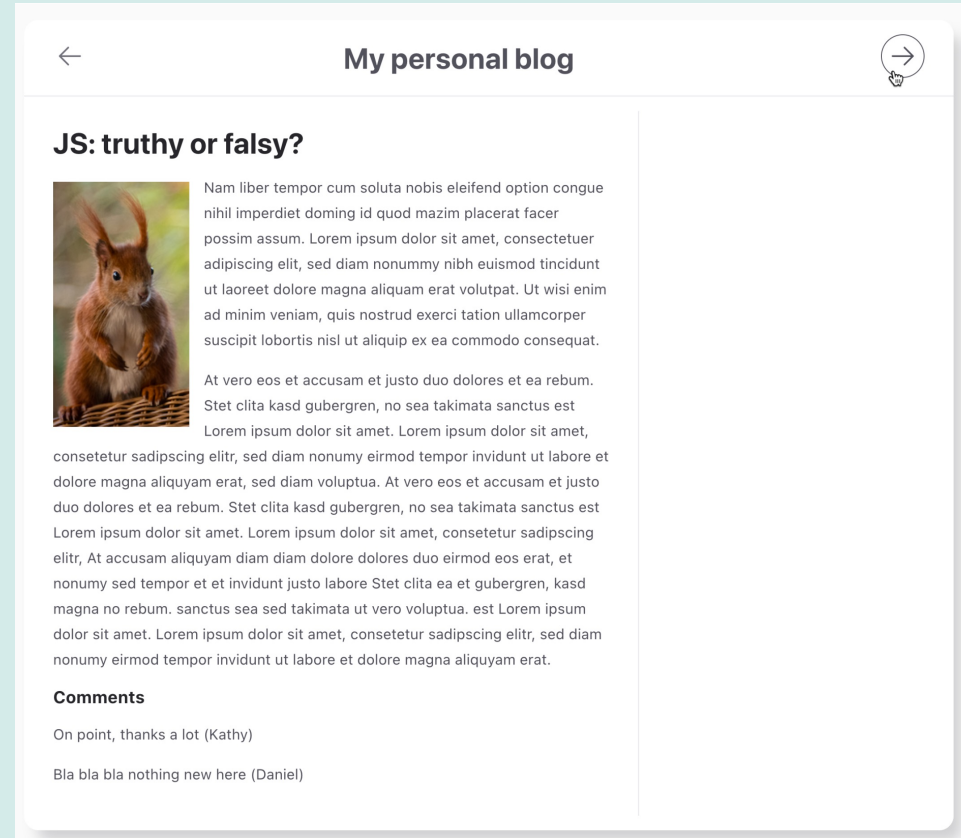 My personal blog
JS: truthy or falsy?
Nam liber tempor cum soluta nobis eleifend option congue
nihil imperdiet doming id quod mazim placerat facer
possim assum. Lorem ipsum dolor sit amet, consectetuer
adipiscing elit, sed diam nonummy nibh euismod tincidunt
ut laoreet dolore magna aliquam erat volutpat. Ut wisi enim
ad minim veniam, quis nostrud exerci tation ullamcorper
suscipit lobortis nisl ut aliquip ex ea commodo consequat.
At vero eos et accusam et justo duo dolores et ea rebum.
Stet clita kasd gubergren, no sea takimata sanctus est
Lorem ipsum dolor sit amet. Lorem ipsum dolor sit amet,
consetetur sadipscing elitr, sed diam nonumy eirmod tempor invidunt ut labore et
dolore magna aliquyam erat, sed diam voluptua. At vero eos et accusam et justo
duo dolores et ea rebum. Stet clita kasd gubergren, no sea takimata sanctus est
Lorem ipsum dolor sit amet. Lorem ipsum dolor sit amet, consetetur sadipscing
elitr, At accusam aliquyam diam diam dolore dolores duo eirmod eos erat, et
nonumy sed tempor et et invidunt justo labore Stet clita ea et gubergren, kasd
magna no rebum. sanctus sea sed takimata ut vero voluptua. est Lorem ipsum
dolor sit amet. Lorem ipsum dolor sit amet, consetetur sadipscing elitr, sed diam
nonumy eirmod tempor invidunt ut labore et dolore magna aliquyam erat.
Comments
On point, thanks a lot (Kathy)
Bla bla bla nothing new here (Daniel)